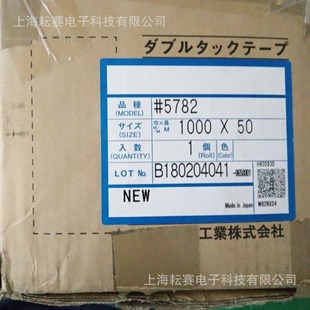 上海耘赛电子科技有限公司
ダブルタックテープ
品種 (MODEL) #5782
サイズ (SIZE) 巾 m/m × 長 M 1000 X 50
入数 (QUANTITY) 1 個 (Roll) 色 (Color)
LOT No. B180204041 -0650001
NEW
Made in Japan W82NX04
工業株式会社
上海耘赛电子科技有限公司